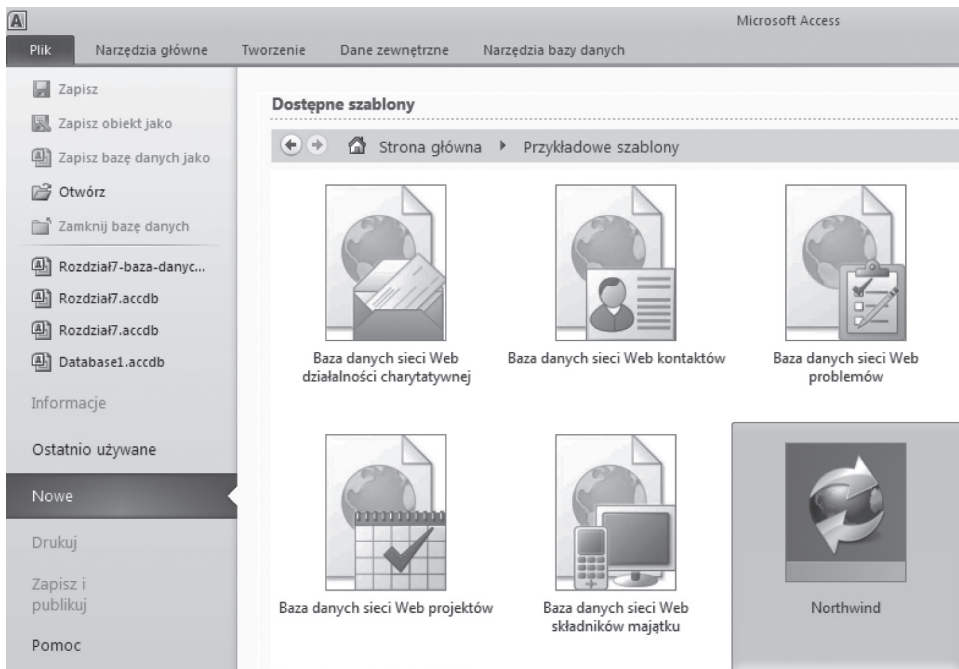 Microsoft Access
Plik Narzędzia główne Tworzenie Dane zewnętrzne Narzędzia bazy danych
Zapisz
Zapisz obiekt jako
Zapisz bazę danych jako
Otwórz
Zamknij bazę danych
Rozdział7-baza-danyc...
Rozdział7.accdb
Rozdział7.accdb
Database1.accdb
Informacje
Ostatnio używane
Nowe
Drukuj
Zapisz i
publikuj
Pomoc
Dostępne szablony
Strona główna Przykładowe szablony
Baza danych sieci Web
działalności charytatywnej
Baza danych sieci Web kontaktów
Baza danych sieci Web
problemów
Baza danych sieci Web projektów
Baza danych sieci Web
składników majątku
Northwind